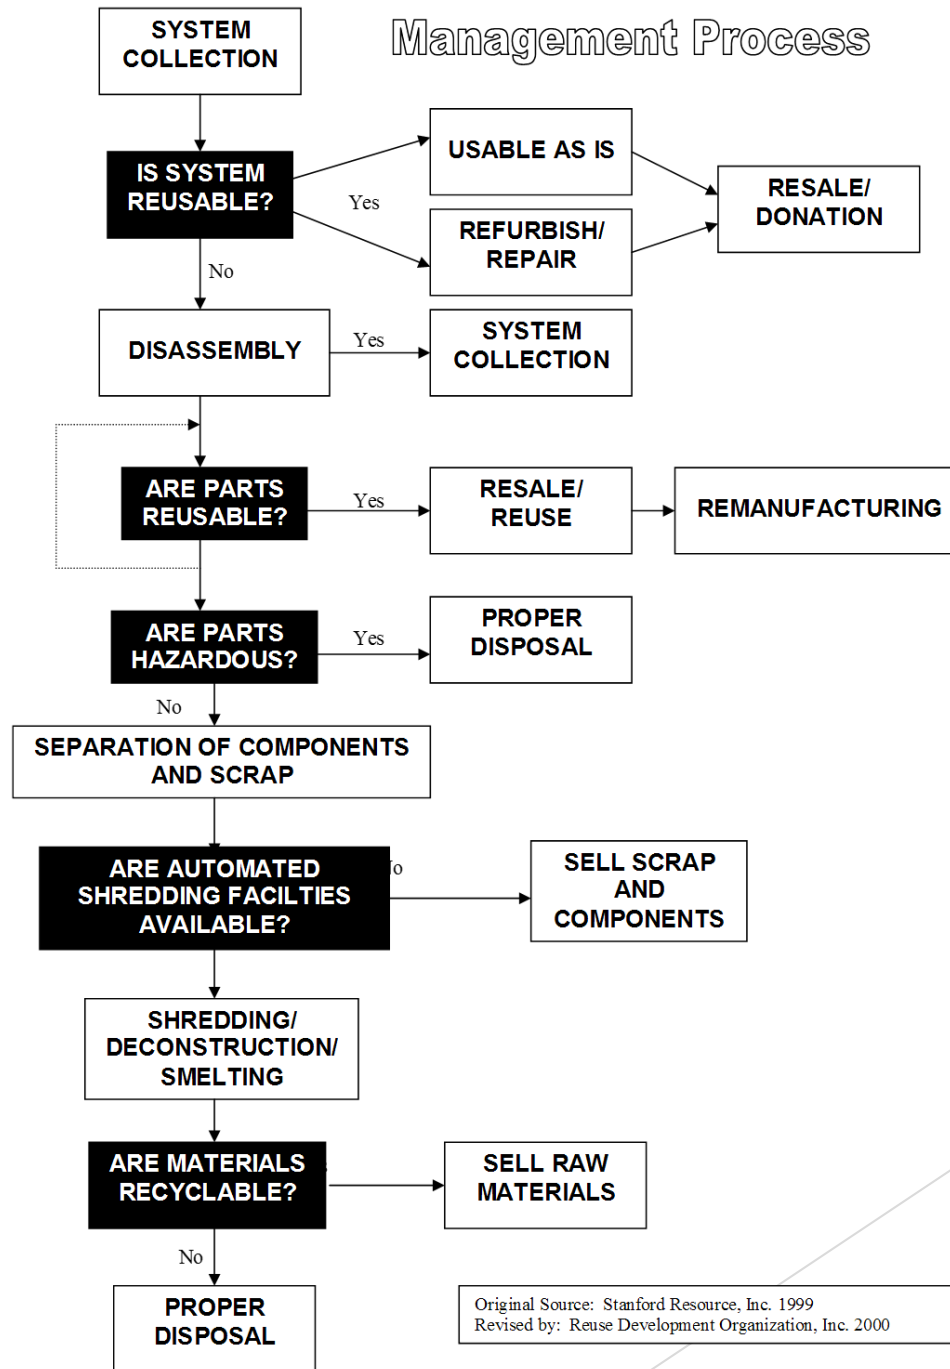 Management Process
SYSTEM
COLLECTION
IS SYSTEM
REUSABLE?
Yes
USABLE AS IS
REFURBISH/
REPAIR
RESALE/
DONATION
No
DISASSEMBLY
Yes
SYSTEM
COLLECTION
ARE PARTS
REUSABLE?
Yes
RESALE/
REUSE
REMANUFACTURING
ARE PARTS
HAZARDOUS?
Yes
PROPER
DISPOSAL
No
SEPARATION OF COMPONENTS
AND SCRAP
ARE AUTOMATED
SHREDDING FACILTIES
AVAILABLE?
No
SELL SCRAP
AND
COMPONENTS
SHREDDING/
DECONSTRUCTION/
SMELTING
ARE MATERIALS
RECYCLABLE?
SELL RAW
MATERIALS
No
PROPER
DISPOSAL
Original Source:  Stanford Resource, Inc. 1999
Revised by:  Reuse Development Organization, Inc. 2000